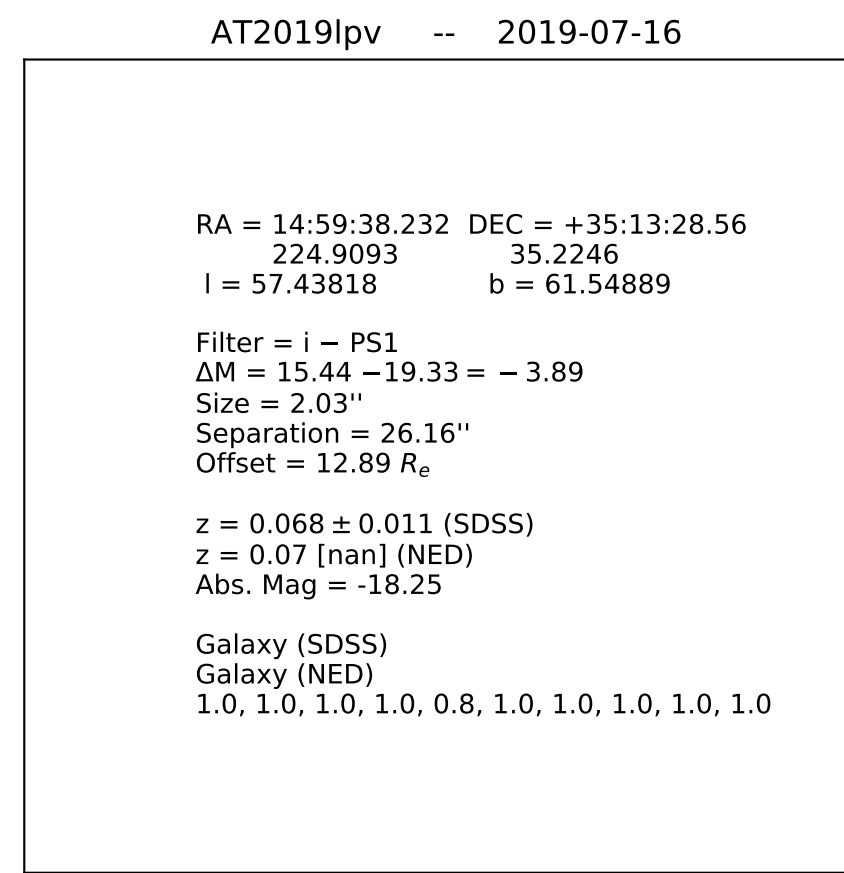 AT2019lpv -- 2019-07-16
RA = 14:59:38.232 DEC = +35:13:28.56
224.9093 35.2246
l = 57.43818 b = 61.54889
Filter = i − PS1
ΔM = 15.44 −19.33 = − 3.89
Size = 2.03''
Separation = 26.16''
Offset = 12.89 Rₑ
z = 0.068 ± 0.011 (SDSS)
z = 0.07 [nan] (NED)
Abs. Mag = -18.25
Galaxy (SDSS)
Galaxy (NED)
1.0, 1.0, 1.0, 1.0, 0.8, 1.0, 1.0, 1.0, 1.0, 1.0